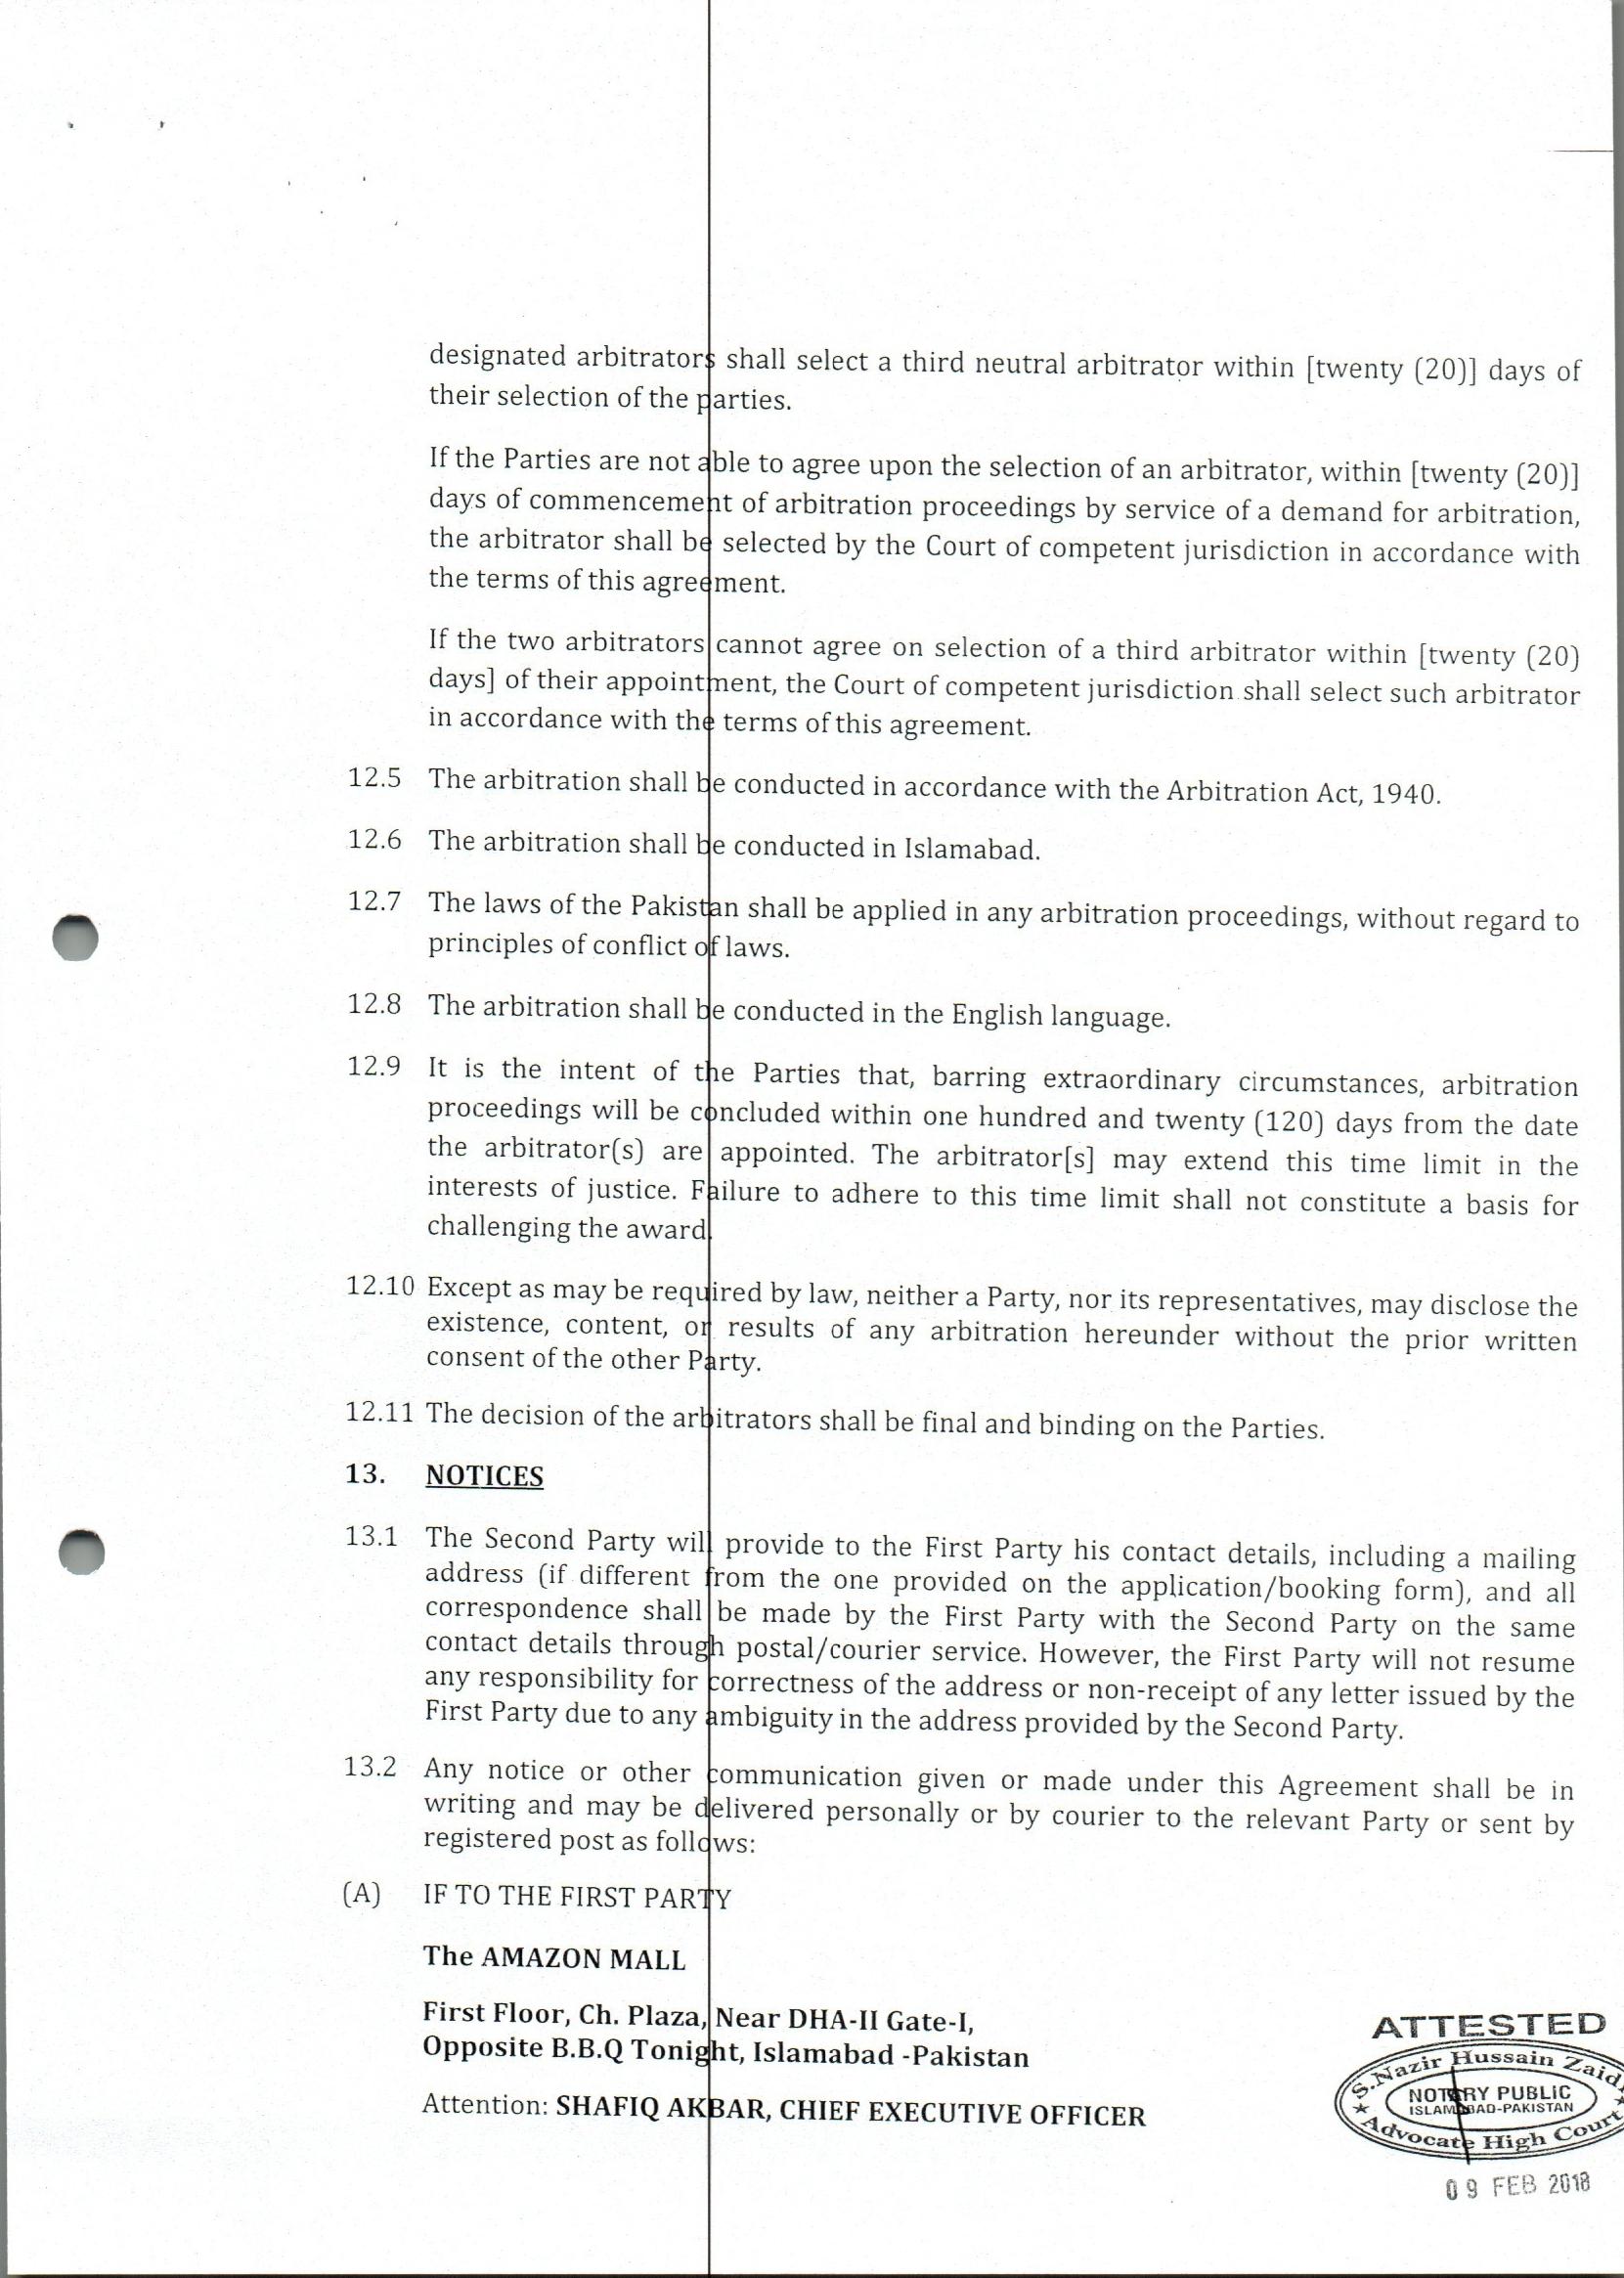 designated arbitrators shall select a third neutral arbitrator within [twenty (20)] days of
their selection of the parties.
If the Parties are not able to agree upon the selection of an arbitrator, within [twenty (20)]
days of commencement of arbitration proceedings by service of a demand for arbitration,
the arbitrator shall be selected by the Court of competent jurisdiction in accordance with
the terms of this agreement.
If the two arbitrators cannot agree on selection of a third arbitrator within [twenty (20)
days] of their appointment, the Court of competent jurisdiction shall select such arbitrator
in accordance with the terms of this agreement.
12.5 The arbitration shall be conducted in accordance with the Arbitration Act, 1940.
12.6 The arbitration shall be conducted in Islamabad.
12.7 The laws of the Pakistan shall be applied in any arbitration proceedings, without regard to
principles of conflict of laws.
12.8 The arbitration shall be conducted in the English language.
12.9 It is the intent of the Parties that, barring extraordinary circumstances, arbitration
proceedings will be concluded within one hundred and twenty (120) days from the date
the arbitrator(s) are appointed. The arbitrator[s] may extend this time limit in the
interests of justice. Failure to adhere to this time limit shall not constitute a basis for
challenging the award.
12.10 Except as may be required by law, neither a Party, nor its representatives, may disclose the
existence, content, or results of any arbitration hereunder without the prior written
consent of the other Party.
12.11 The decision of the arbitrators shall be final and binding on the Parties.
13. NOTICES
13.1 The Second Party will provide to the First Party his contact details, including a mailing
address (if different from the one provided on the application/booking form), and all
correspondence shall be made by the First Party with the Second Party on the same
contact details through postal/courier service. However, the First Party will not resume
any responsibility for correctness of the address or non-receipt of any letter issued by the
First Party due to any ambiguity in the address provided by the Second Party.
13.2 Any notice or other communication given or made under this Agreement shall be in
writing and may be delivered personally or by courier to the relevant Party or sent by
registered post as follows:
(A) IF TO THE FIRST PARTY
The AMAZON MALL
First Floor, Ch. Plaza, Near DHA-II Gate-I,
Opposite B.B.Q Tonight, Islamabad -Pakistan
Attention: SHAFIQ AKBAR, CHIEF EXECUTIVE OFFICER
ATTESTED
S.Nazir Hussain Zaidi
NOTARY PUBLIC
ISLAMABAD-PAKISTAN
Advocate High Court
09 FEB 2018